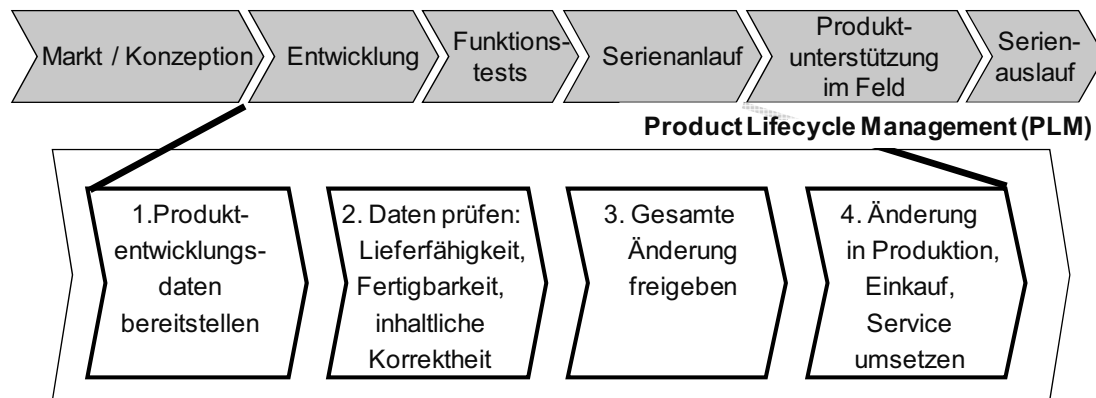 Markt / Konzeption
Entwicklung
Funktions-
tests
Serienanlauf
Produkt-
unterstützung
im Feld
Serien-
auslauf
Product Lifecycle Management (PLM)
1.Produkt-
entwicklungs-
daten
bereitstellen
2. Daten prüfen:
Lieferfähigkeit,
Fertigbarkeit,
inhaltliche
Korrektheit
3. Gesamte
Änderung
freigeben
4. Änderung
in Produktion,
Einkauf,
Service
umsetzen